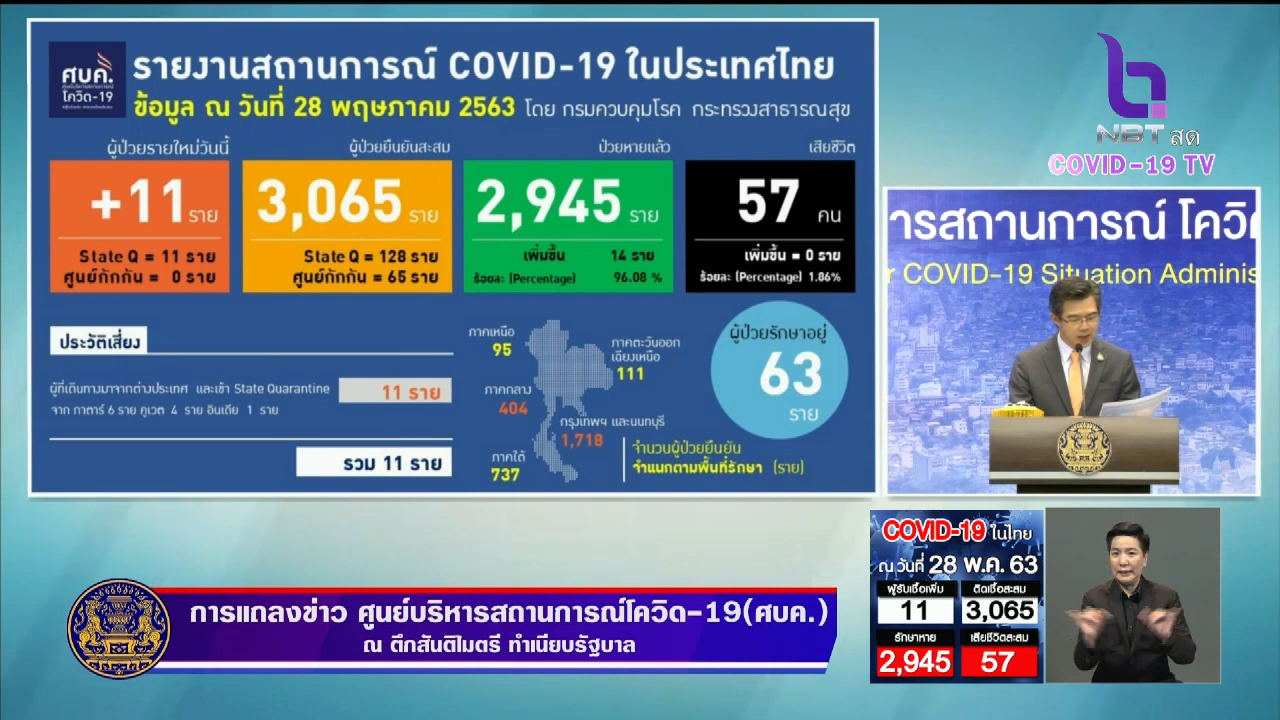 ศบค.
ศูนย์บริหารสถานการณ์
โควิด-19
รายงานสถานการณ์ COVID-19 ในประเทศไทย
ข้อมูล ณ วันที่ 28 พฤษภาคม 2563 โดย กรมควบคุมโรค กระทรวงสาธารณสุข
ผู้ป่วยรายใหม่วันนี้
+11 ราย
State Q = 11 ราย
ศูนย์กักกัน = 0 ราย
ผู้ป่วยยืนยันสะสม
3,065 ราย
State Q = 128 ราย
ศูนย์กักกัน = 65 ราย
ป่วยหายแล้ว
2,945 ราย
เพิ่มขึ้น 14 ราย
ร้อยละ (Percentage) 96.08 %
เสียชีวิต
57 คน
เพิ่มขึ้น = 0 ราย
ร้อยละ (Percentage) 1.86%
ประวัติเสี่ยง
ผู้ที่เดินทางมาจากต่างประเทศ และเข้า State Quarantine
จาก กาตาร์ 6 ราย คูเวต 4 ราย อินเดีย 1 ราย
11 ราย
รวม 11 ราย
ภาคเหนือ
95
ภาคตะวันออก
เฉียงเหนือ
111
ภาคกลาง
404
กรุงเทพฯ และนนทบุรี
1,718
ภาคใต้
737
จำนวนผู้ป่วยยืนยัน
จำแนกตามพื้นที่รักษา (ราย)
ผู้ป่วยรักษาอยู่
63
ราย
NBT สด
COVID-19 TV
ารสถานการณ์ โควิด
r COVID-19 Situation Adminis
COVID-19 ในไทย
ณ วันที่ 28 พ.ค. 63
ผู้รับเชื้อเพิ่ม
11
ติดเชื้อสะสม
3,065
รักษาหาย
2,945
เสียชีวิตสะสม
57
การแถลงข่าว ศูนย์บริหารสถานการณ์โควิด-19(ศบค.)
ณ ตึกสันติไมตรี ทำเนียบรัฐบาล